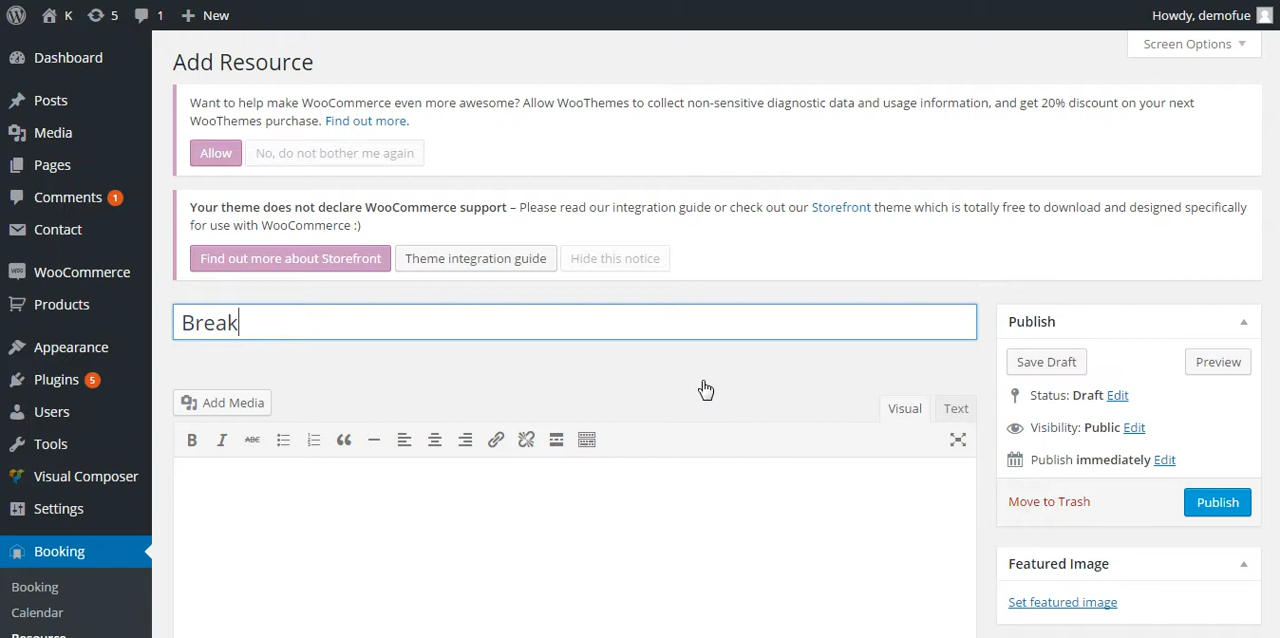 K 5 1 New Howdy, demofue
Screen Options
Dashboard
Posts
Media
Pages
Comments 1
Contact
WooCommerce
Products
Appearance
Plugins 5
Users
Tools
Visual Composer
Settings
Booking
Booking
Calendar
Resource
Add Resource
Want to help make WooCommerce even more awesome? Allow WooThemes to collect non-sensitive diagnostic data and usage information, and get 20% discount on your next
WooThemes purchase. Find out more.
Allow No, do not bother me again
Your theme does not declare WooCommerce support – Please read our integration guide or check out our Storefront theme which is totally free to download and designed specifically
for use with WooCommerce :)
Find out more about Storefront Theme integration guide Hide this notice
Break
Add Media
Visual Text
B I ABC
Publish
Save Draft Preview
Status: Draft Edit
Visibility: Public Edit
Publish immediately Edit
Move to Trash Publish
Featured Image
Set featured image